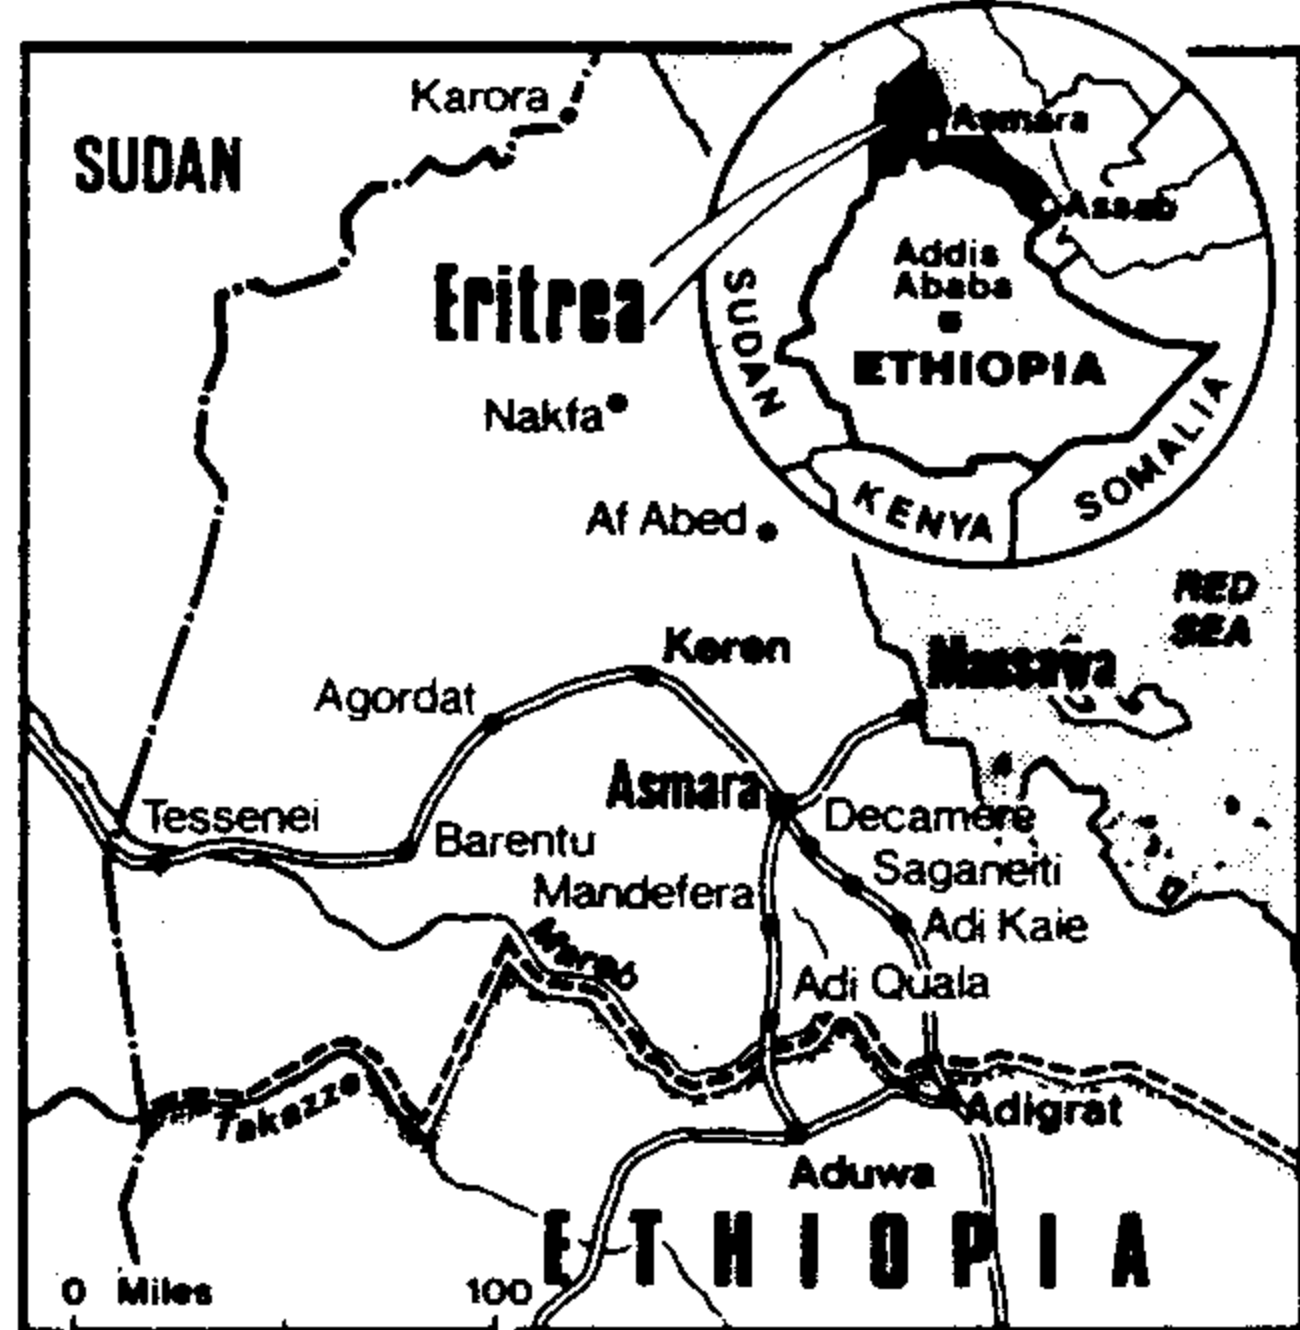 Karora
SUDAN
Asmara
Assab
Eritrea
Addis
Ababa
SUDAN
ETHIOPIA
Nakfa
SOMALIA
KENYA
Af Abed
RED
SEA
Keren
Massawa
Agordat
Asmara
Tessenei
Decamere
Barentu
Saganeiti
Mandefera
Adi Kaie
Mareb
Adi Quala
Takazze
Adigrat
Aduwa
ETHIOPIA
0 Miles 100